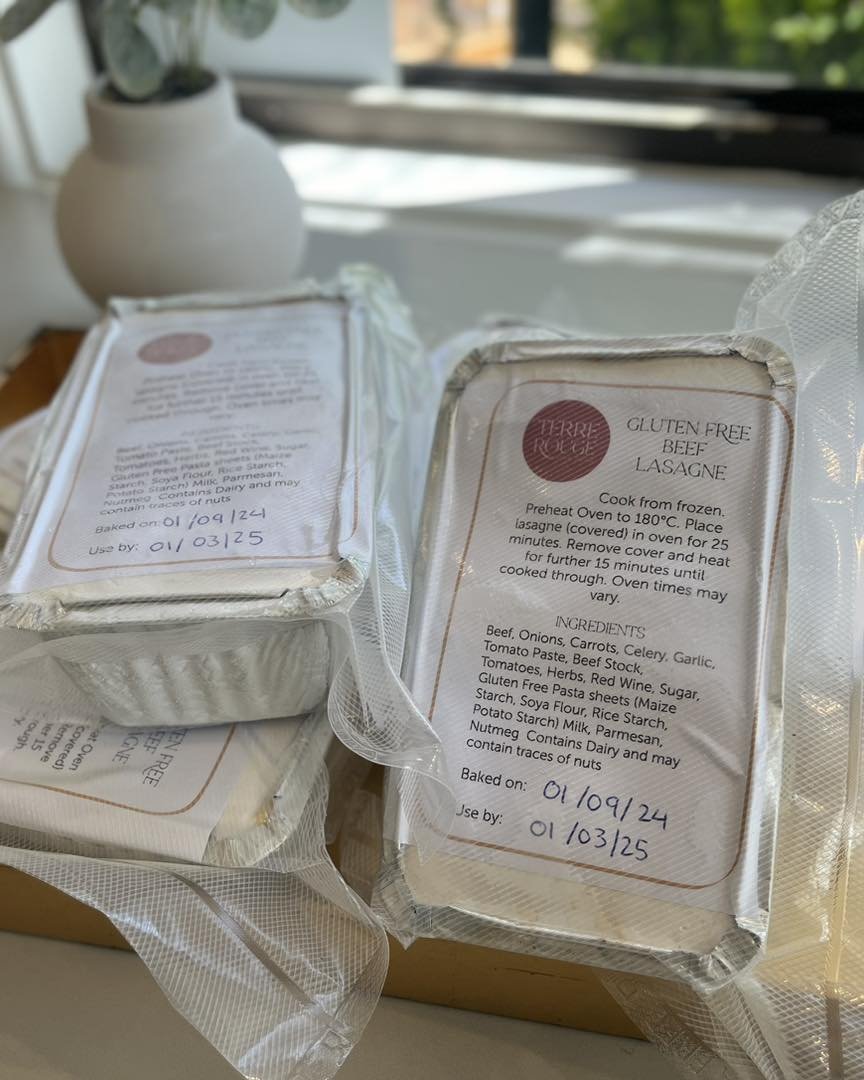 Beef, Onions, Carrots, Celery, Garlic,
Tomato Paste, Beef Stock,
Tomatoes, Herbs, Red Wine, Sugar,
Gluten Free Pasta sheets (Maize
Starch, Soya Flour, Rice Starch,
Potato Starch) Milk, Parmesan,
Nutmeg Contains Dairy and may
contain traces of nuts
Baked on: 01/09/24
Use by: 01/03/25
TERRE
ROUGE
GLUTEN FREE
BEEF
LASAGNE
Cook from frozen.
Preheat Oven to 180°C. Place
lasagne (covered) in oven for 25
minutes. Remove cover and heat
for further 15 minutes until
cooked through. Oven times may
vary.
INGREDIENTS
Beef, Onions, Carrots, Celery, Garlic,
Tomato Paste, Beef Stock,
Tomatoes, Herbs, Red Wine, Sugar,
Gluten Free Pasta sheets (Maize
Starch, Soya Flour, Rice Starch,
Potato Starch) Milk, Parmesan,
Nutmeg Contains Dairy and may
contain traces of nuts
Baked on: 01/09/24
Jse by: 01/03/25
FREE
LASAGNE
Oven
(covered)